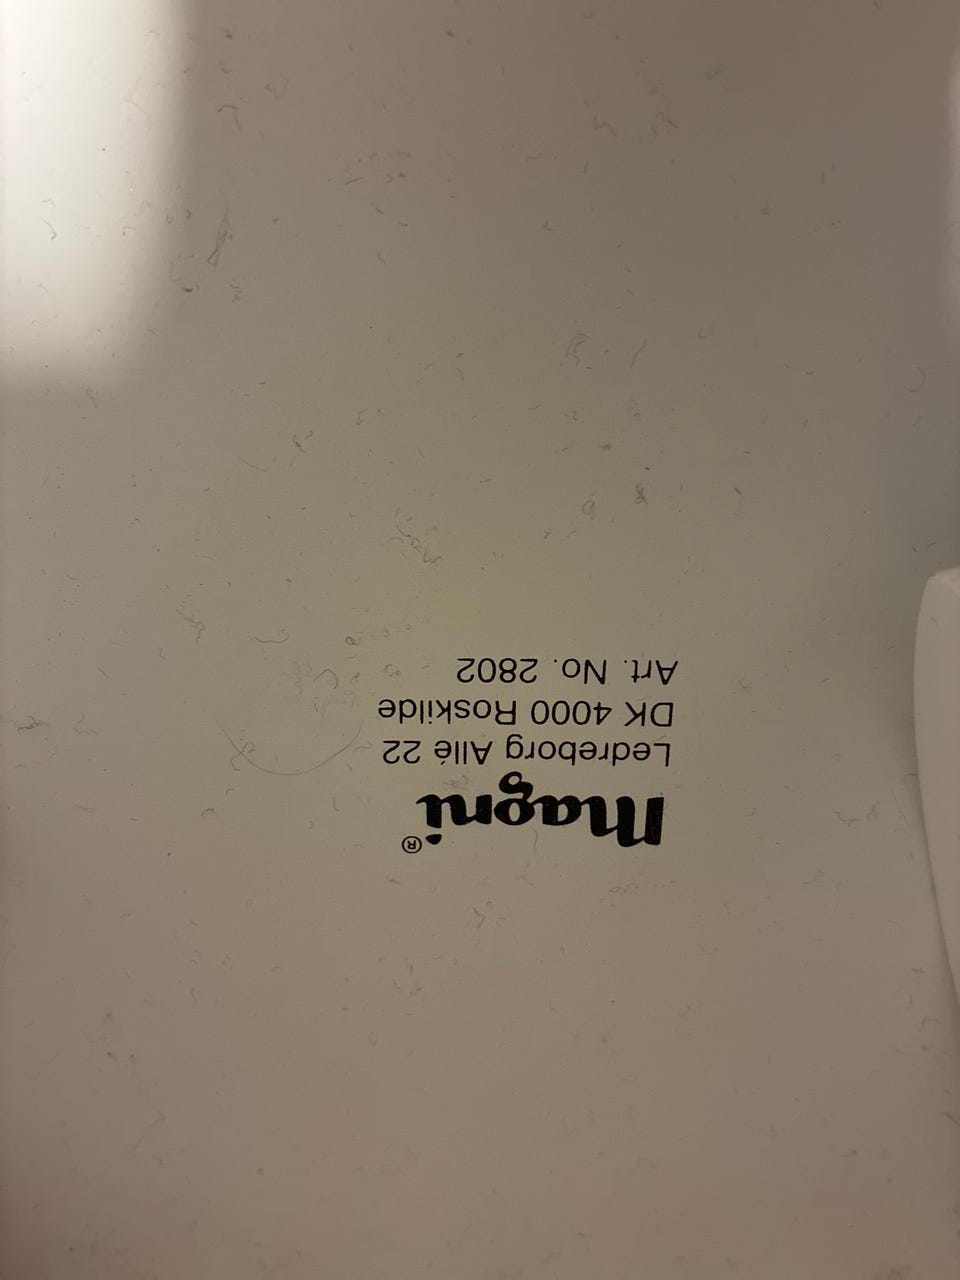 Magni®
Ledreborg Allé 22
DK 4000 Roskilde
Art. No. 2802